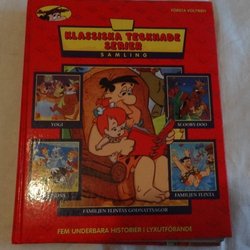 FÖRSTA VOLYMEN
KLASSISKA TECKNADE
SERIER
SAMLING
YOGI
SCOOBY-DOO
FAMILJEN FLINTA
FAMILJEN FLINTAS GODNATTSAGOR
FEM UNDERBARA HISTORIER I LYXUTFÖRANDE